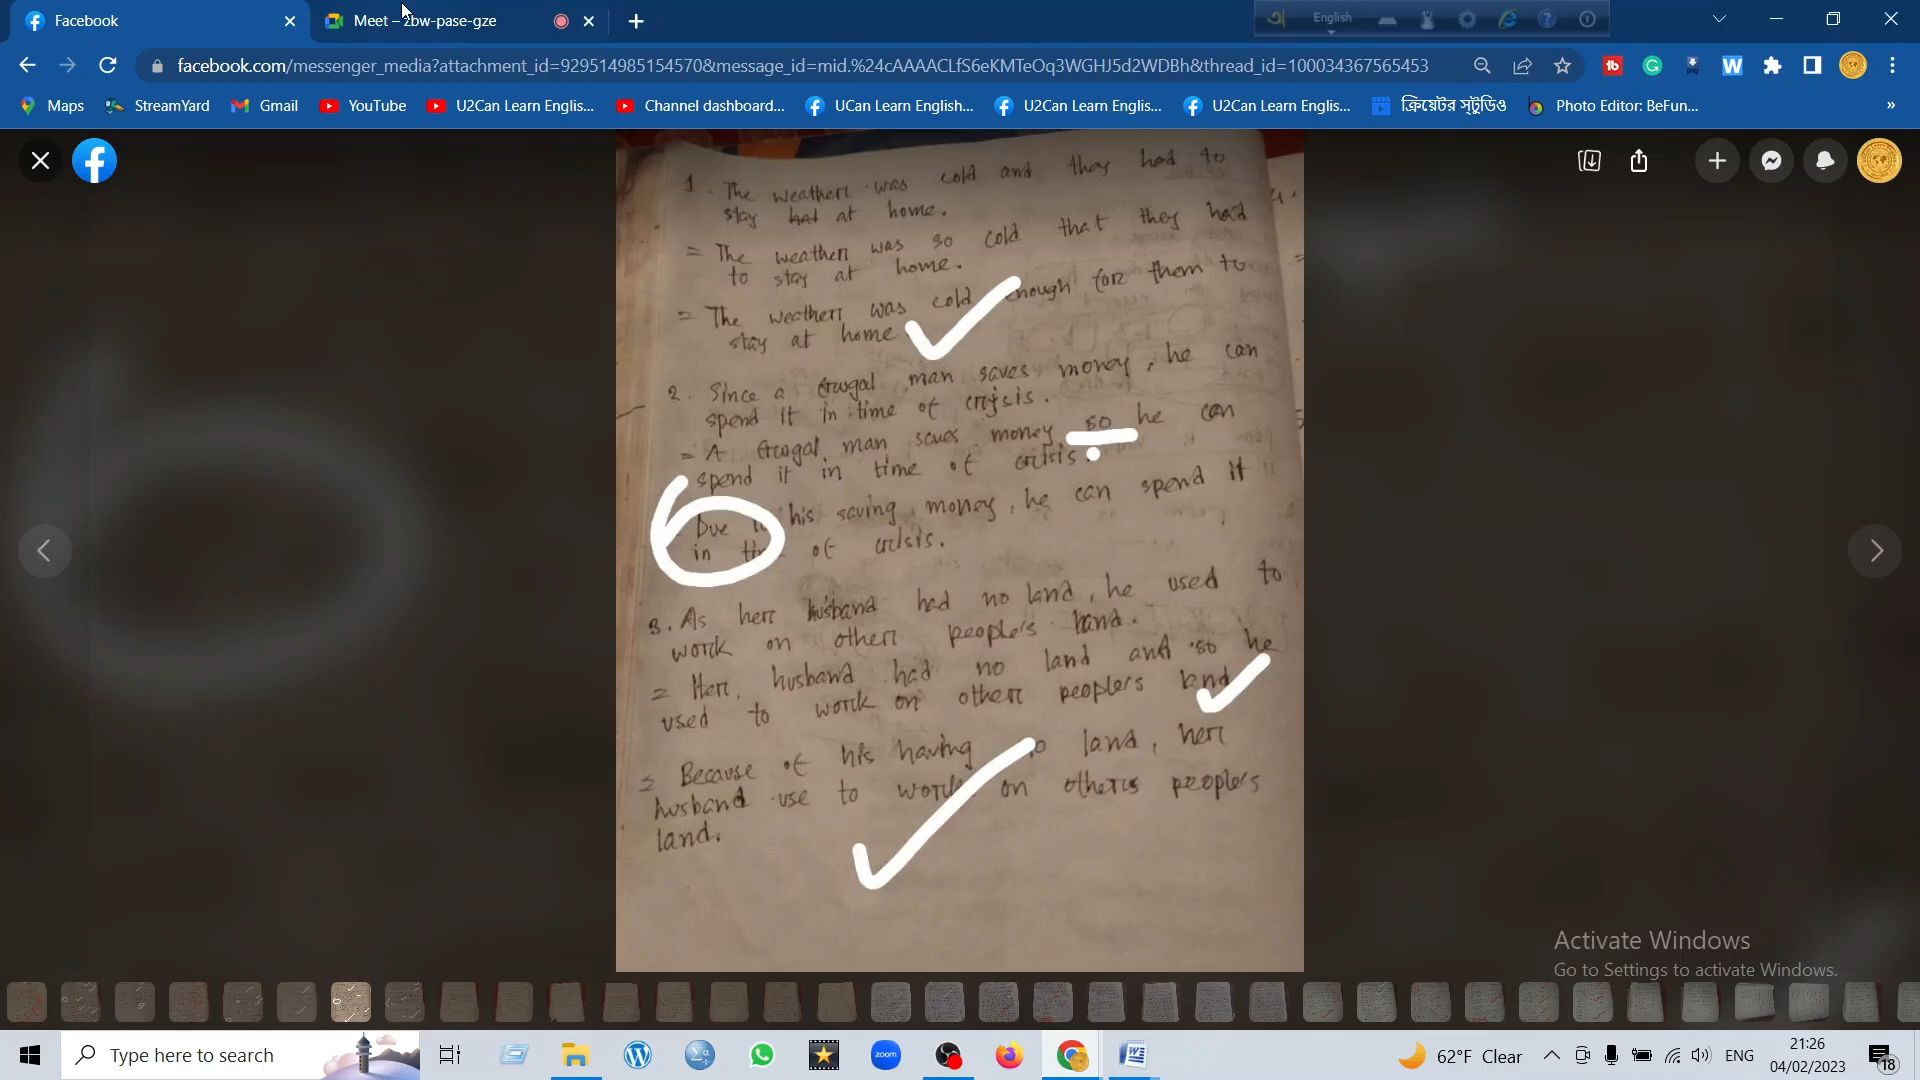 Facebook
Meet – zbw-pase-gze
English
facebook.com/messenger_media?attachment_id=929514985154570&message_id=mid.%24cAAAACLfS6eKMTeOq3WGHJ5d2WDBh&thread_id=100034367565453
Maps
StreamYard
Gmail
YouTube
U2Can Learn Englis...
Channel dashboard...
UCan Learn English...
U2Can Learn Englis...
U2Can Learn Englis...
ক্রিয়েটর স্টুডিও
Photo Editor: BeFun...
»
1. The weather was cold and they had to
stay at home.
= The weather was so cold that they had
to stay at home.
= The weather was cold enough for them to
stay at home
2. Since a frugal man saves money, he can
spend it in time of crisis.
= A frugal man saves money so he can
spend it in time of crisis.
Due to his saving money, he can spend it
in time of crisis.
3. As her husband had no land, he used to
work on other people's land.
= Her husband had no land and so he
used to work on other people's land
= Because of his having no land, her
husband use to work on others people's
land.
Activate Windows
Go to Settings to activate Windows.
Type here to search
zoom
62°F Clear
ENG
21:26
04/02/2023
18